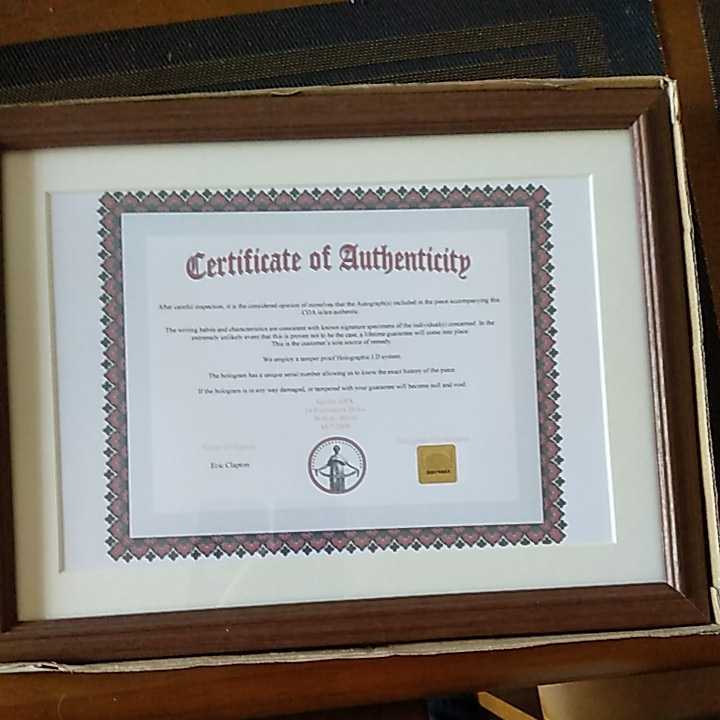 Certificate of Authenticity
After careful inspection, it is the considered opinion of ourselves that the Autograph(s) included in the piece accompanying this
COA is/are authentic.
The writing habits and characteristics are consistent with known signature specimens of the individual(s) concerned. In the
extremely unlikely event that this is proven not to be the case, a lifetime guarantee will come into place.
This is the customer's sole source of remedy.
We employ a tamper proof Holographic I.D system.
The hologram has a unique serial number allowing us to know the exact history of the piece.
If the hologram is in any way damaged, or tampered with your guarantee will become null and void.
Eric Clapton